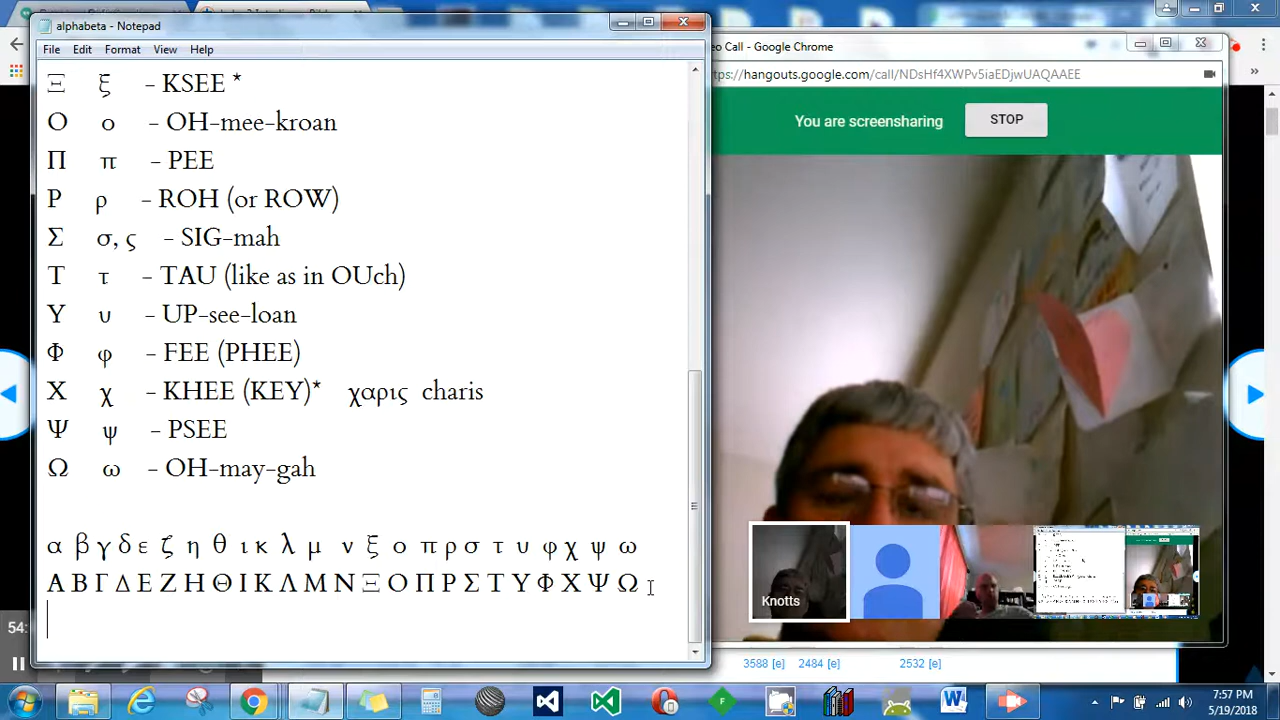 alphabeta - Notepad
File Edit Format View Help
Ξ ξ - KSEE *
Ο ο - OH-mee-kroan
Π π - PEE
Ρ ρ - ROH (or ROW)
Σ σ, ς - SIG-mah
Τ τ - TAU (like as in OUch)
Υ υ - UP-see-loan
Φ φ - FEE (PHEE)
Χ χ - KHEE (KEY)* χαρις charis
Ψ ψ - PSEE
Ω ω - OH-may-gah
α β γ δ ε ζ η θ ι κ λ μ ν ξ ο π ρ σ τ υ φ χ ψ ω
Α Β Γ Δ Ε Ζ Η Θ Ι Κ Λ Μ Ν Ξ Ο Π Ρ Σ Τ Υ Φ Χ Ψ Ω
eo Call - Google Chrome
ttps://hangouts.google.com/call/NDsHf4XWPv5iaEDjwUAQAAEE
You are screensharing STOP
Knotts
54:
3588 [e] 2484 [e] 2532 [e]
7:57 PM
5/19/2018